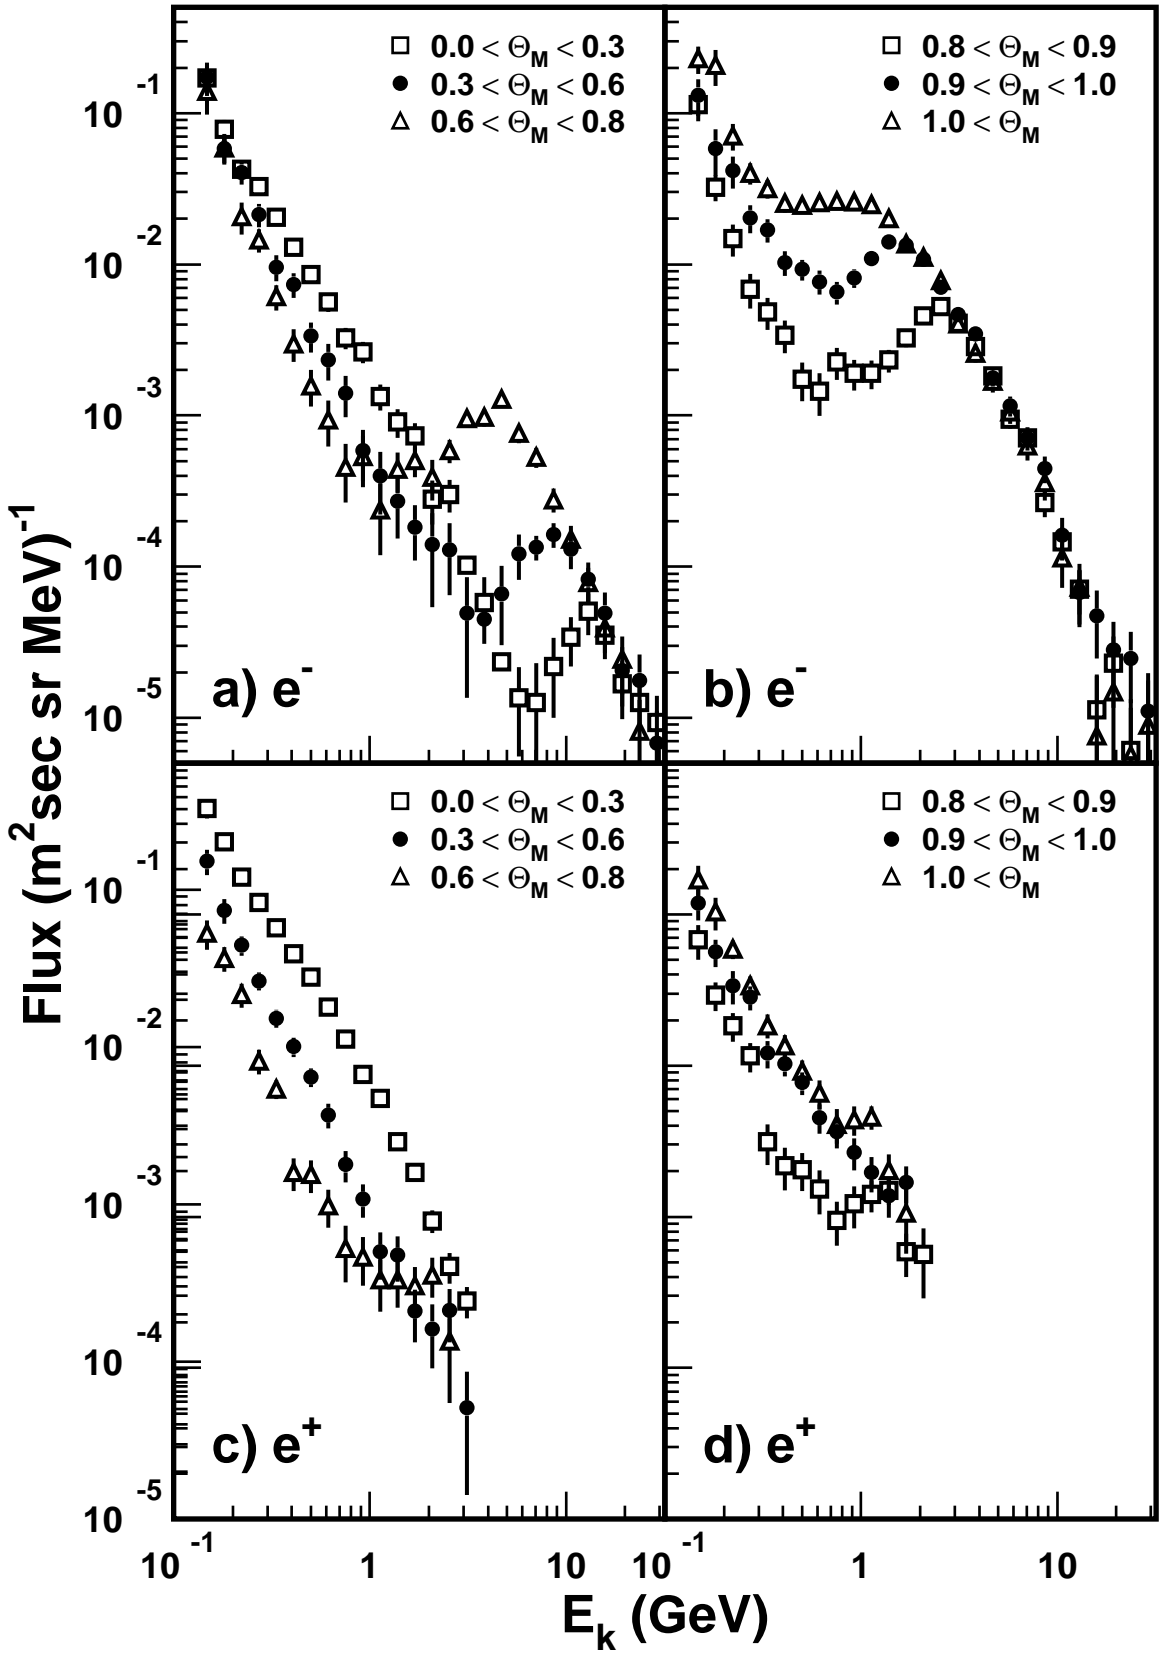 Flux (m²sec sr MeV)⁻¹
0.0 < Θ_M < 0.3
0.3 < Θ_M < 0.6
0.6 < Θ_M < 0.8
10⁻¹
10⁻²
10⁻³
10⁻⁴
10⁻⁵
a) e⁻
0.8 < Θ_M < 0.9
0.9 < Θ_M < 1.0
1.0 < Θ_M
b) e⁻
0.0 < Θ_M < 0.3
0.3 < Θ_M < 0.6
0.6 < Θ_M < 0.8
10⁻¹
10⁻²
10⁻³
10⁻⁴
10⁻⁵
c) e⁺
0.8 < Θ_M < 0.9
0.9 < Θ_M < 1.0
1.0 < Θ_M
d) e⁺
10⁻¹ 1 10 10⁻¹ 1 10
E_k (GeV)